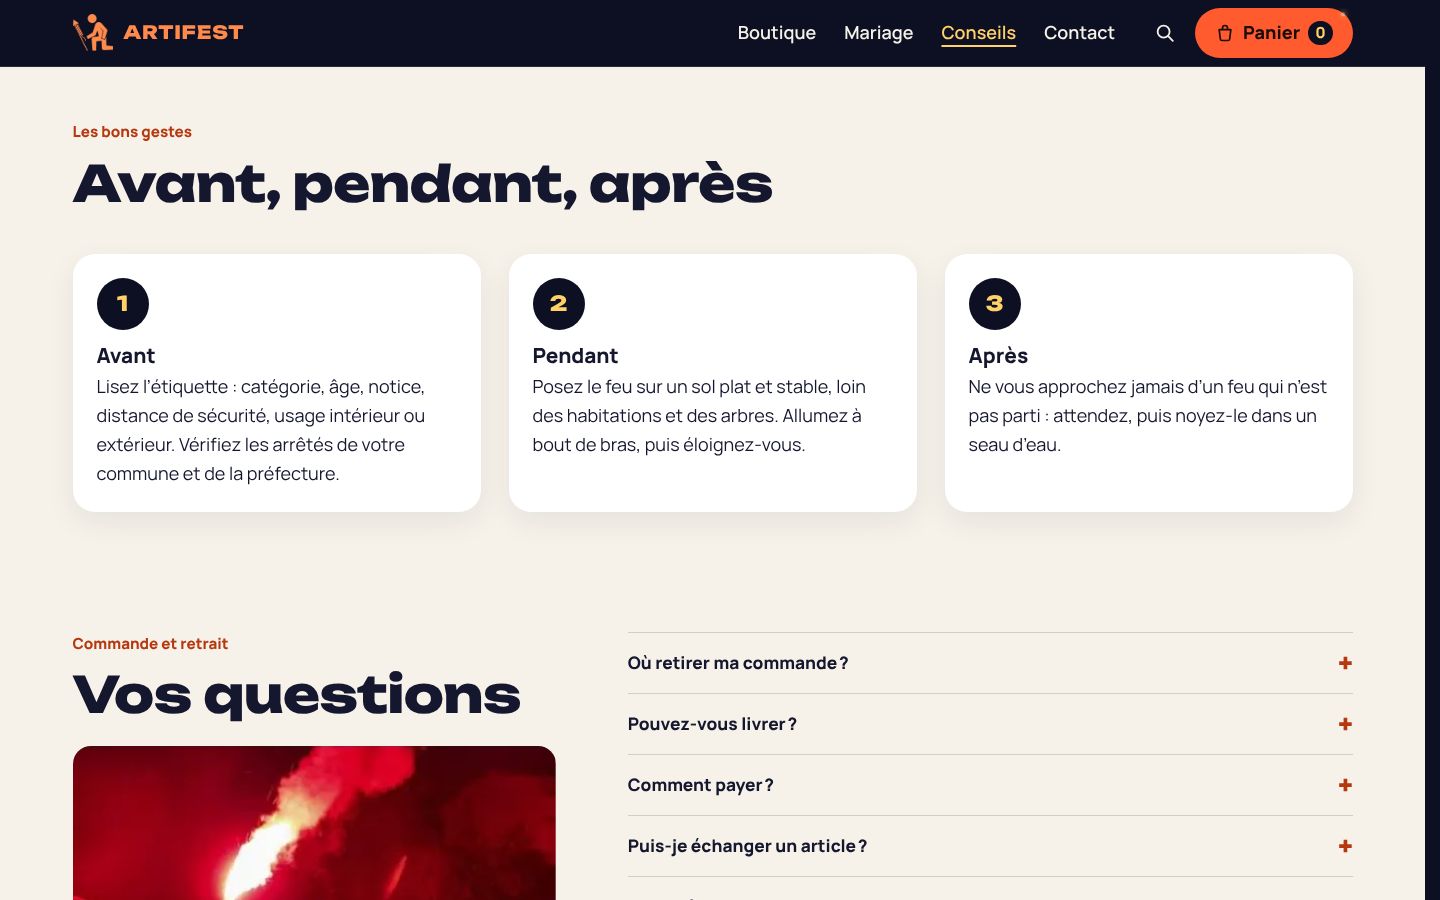 ARTIFEST
Boutique Mariage Conseils Contact Panier 0
Les bons gestes
Avant, pendant, après
1
Avant
Lisez l’étiquette : catégorie, âge, notice,
distance de sécurité, usage intérieur ou
extérieur. Vérifiez les arrêtés de votre
commune et de la préfecture.
2
Pendant
Posez le feu sur un sol plat et stable, loin
des habitations et des arbres. Allumez à
bout de bras, puis éloignez-vous.
3
Après
Ne vous approchez jamais d’un feu qui n’est
pas parti : attendez, puis noyez-le dans un
seau d’eau.
Commande et retrait
Vos questions
Où retirer ma commande ?
Pouvez-vous livrer ?
Comment payer ?
Puis-je échanger un article ?